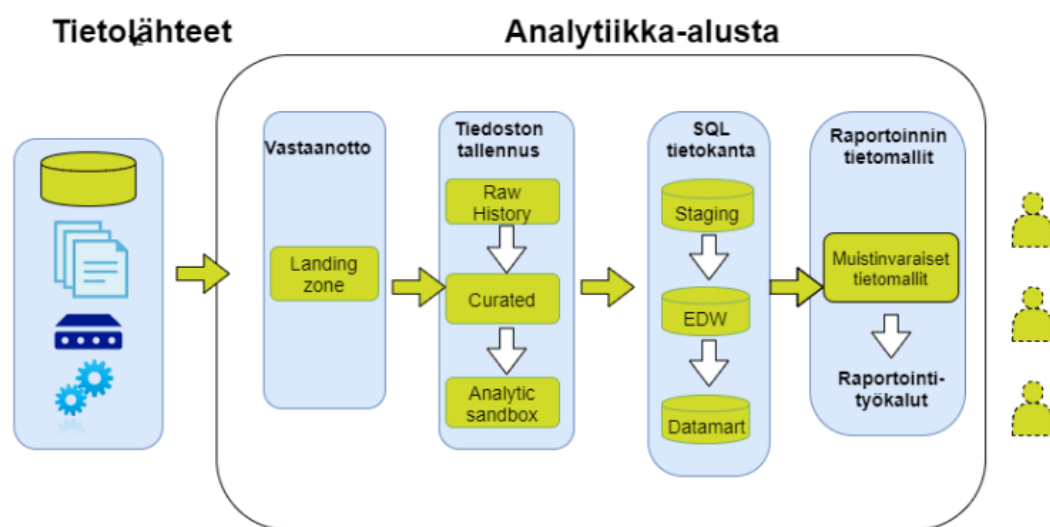 Tietolähteet
Analytiikka-alusta
Vastaanotto
Landing
zone
Tiedoston
tallennus
Raw
History
Curated
Analytic
sandbox
SQL
tietokanta
Staging
EDW
Datamart
Raportoinnin
tietomallit
Muistinvaraiset
tietomallit
Raportointi-
työkalut